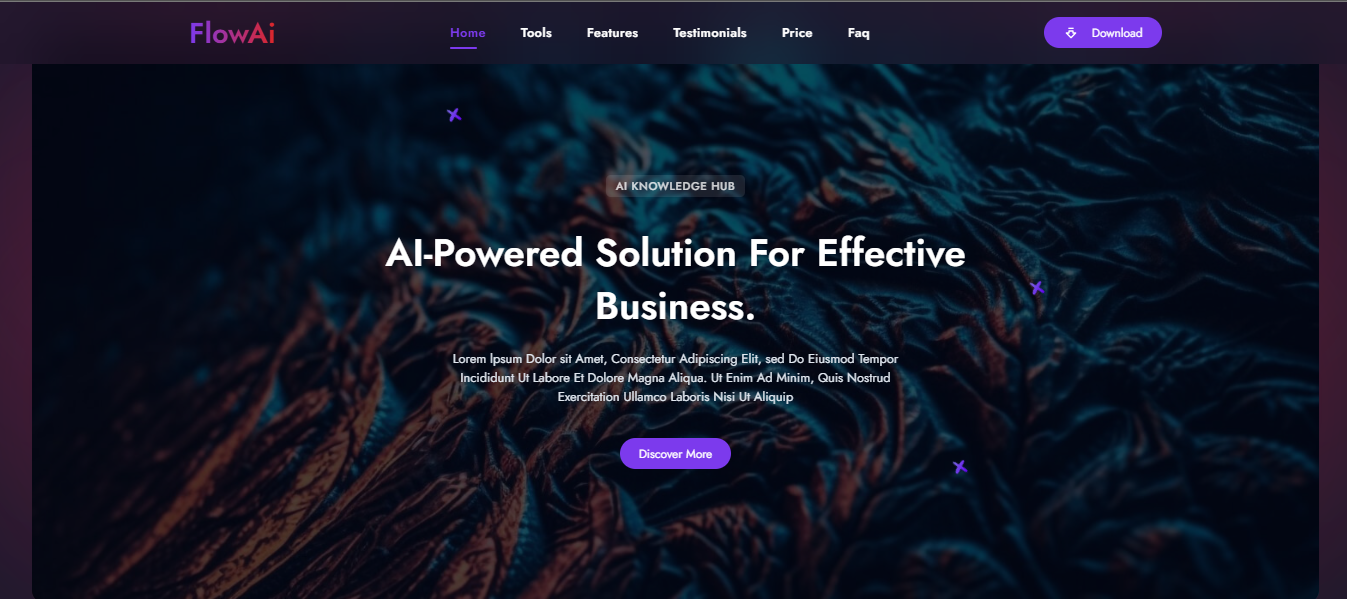 FlowAi
Home Tools Features Testimonials Price Faq
Download
AI KNOWLEDGE HUB
AI-Powered Solution For Effective
Business.
Lorem Ipsum Dolor sit Amet, Consectetur Adipiscing Elit, sed Do Eiusmod Tempor
Incididunt Ut Labore Et Dolore Magna Aliqua. Ut Enim Ad Minim, Quis Nostrud
Exercitation Ullamco Laboris Nisi Ut Aliquip
Discover More